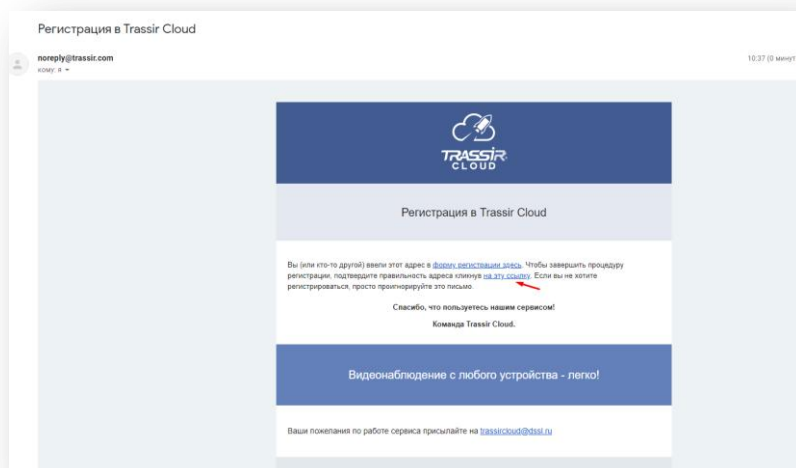 Регистрация в Trassir Cloud
noreply@trassir.com
кому: я
10:37 (0 минут
TRASSIR
CLOUD
Регистрация в Trassir Cloud
Вы (или кто-то другой) ввели этот адрес в форму регистрации здесь. Чтобы завершить процедуру
регистрации, подтвердите правильность адреса кликнув на эту ссылку. Если вы не хотите
регистрироваться, просто проигнорируйте это письмо.
Спасибо, что пользуетесь нашим сервисом!
Команда Trassir Cloud.
Видеонаблюдение с любого устройства - легко!
Ваши пожелания по работе сервиса присылайте на trassircloud@dssl.ru